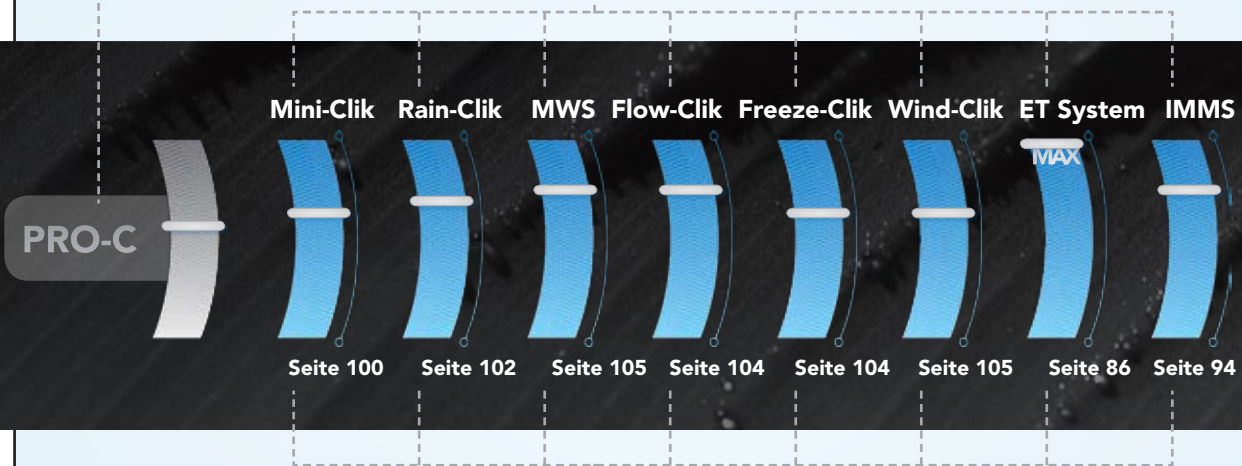 Mini-Clik Rain-Clik MWS Flow-Clik Freeze-Clik Wind-Clik ET System IMMS
MAX
PRO-C
Seite 100 Seite 102 Seite 105 Seite 104 Seite 104 Seite 105 Seite 86 Seite 94